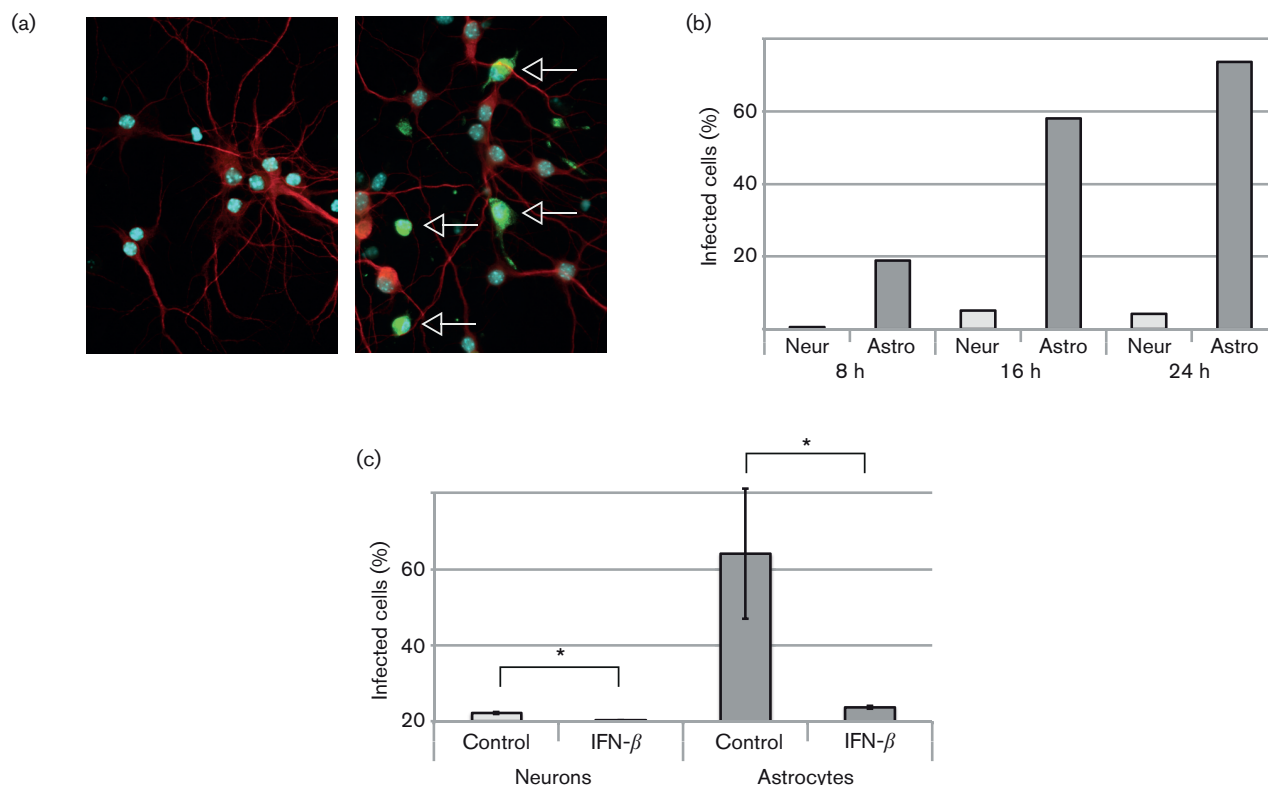 (a)
(b)
Infected cells (%)
60
40
20
Neur Astro Neur Astro Neur Astro
8 h 16 h 24 h
(c)
*
*
Infected cells (%)
60
40
20
Control IFN-β Control IFN-β
Neurons Astrocytes